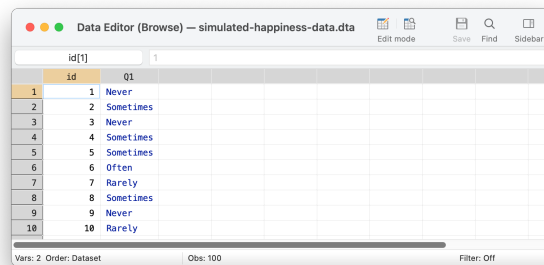 Data Editor (Browse) — simulated-happiness-data.dta
Edit mode Save Find Sidebar
id[1] 1
id Q1
1 1 Never
2 2 Sometimes
3 3 Never
4 4 Sometimes
5 5 Sometimes
6 6 Often
7 7 Rarely
8 8 Sometimes
9 9 Never
10 10 Rarely
Vars: 2 Order: Dataset Obs: 100 Filter: Off